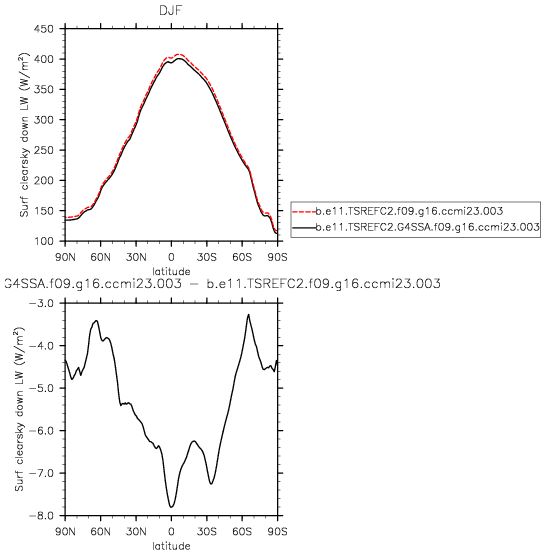 DJF
450
400
350
300
250
200
150
100
Surf clearsky down LW (W/m²)
90N 60N 30N 0 30S 60S 90S
latitude
b.e11.TSREFC2.f09.g16.ccmi23.003
b.e11.TSREFC2.G4SSA.f09.g16.ccmi23.003
G4SSA.f09.g16.ccmi23.003 − b.e11.TSREFC2.f09.g16.ccmi23.003
−3.0
−4.0
−5.0
−6.0
−7.0
−8.0
Surf clearsky down LW (W/m²)
90N 60N 30N 0 30S 60S 90S
latitude